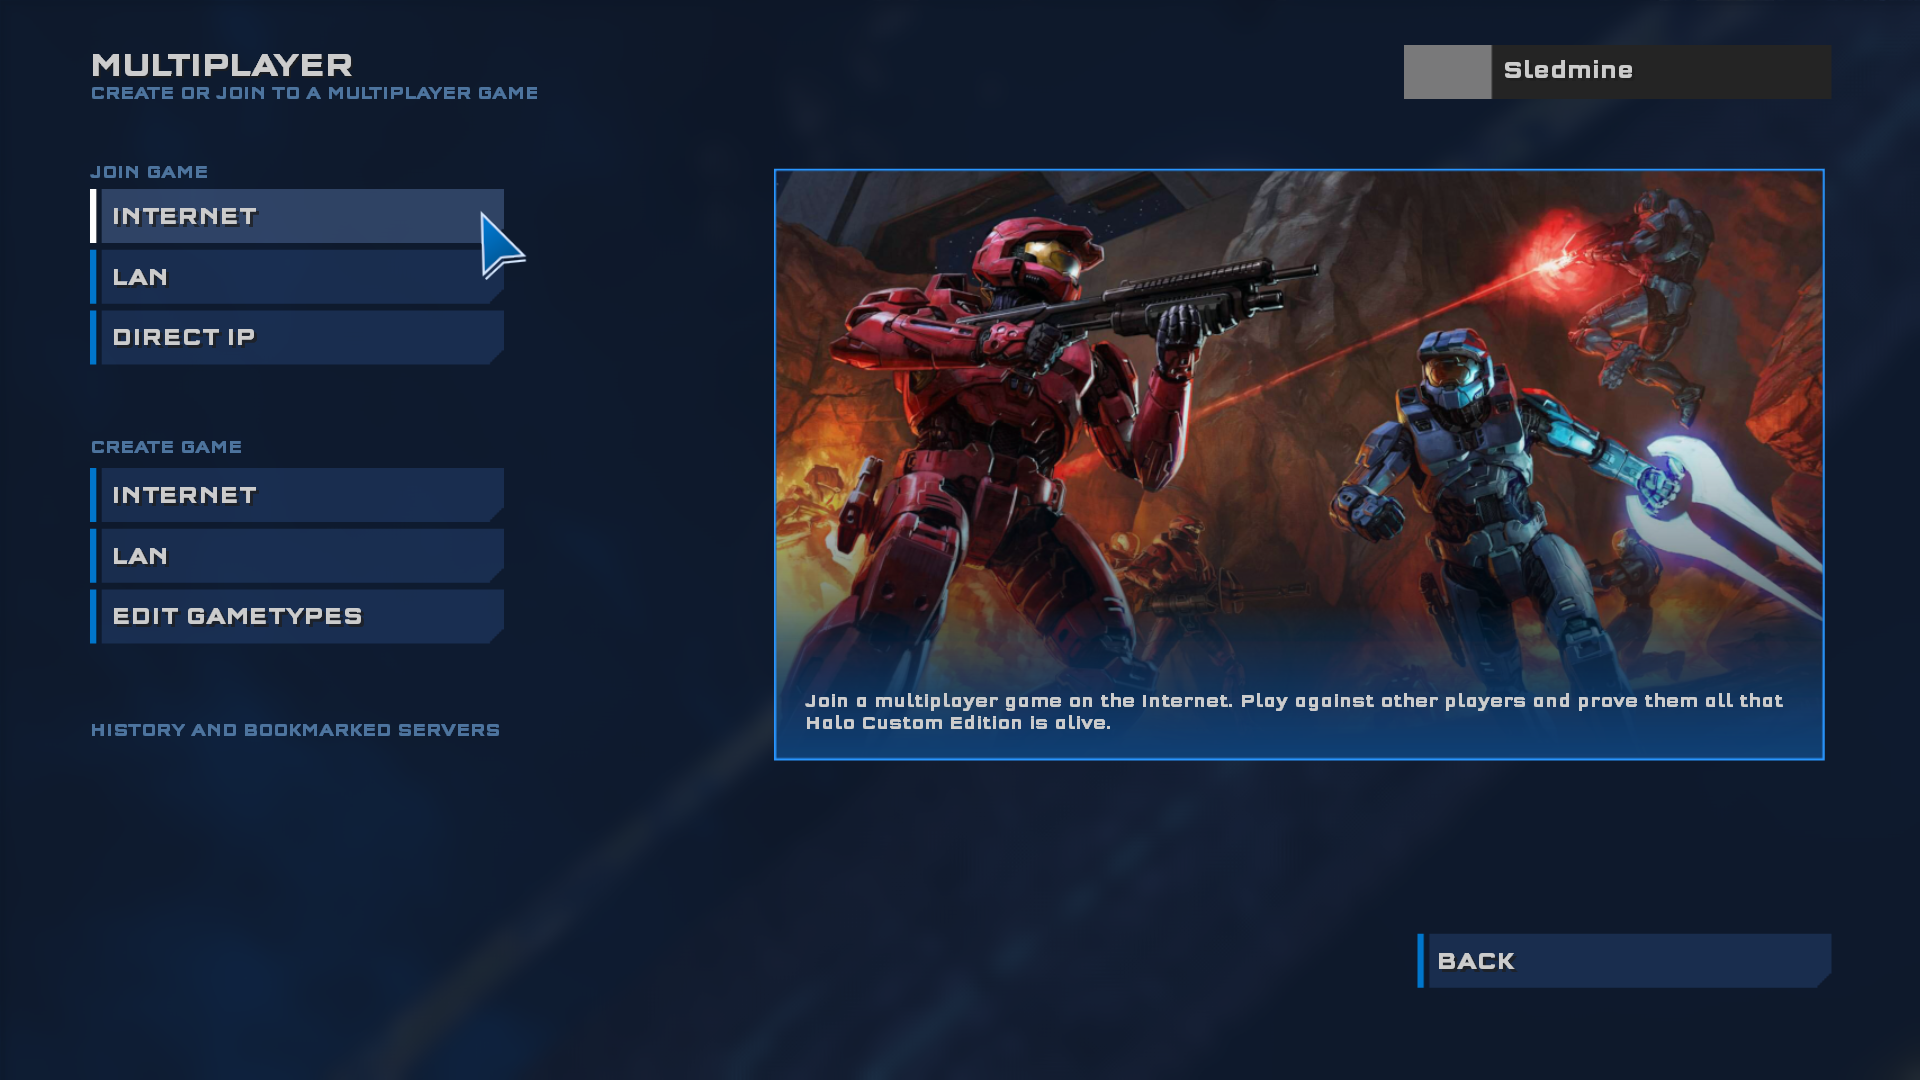 MULTIPLAYER
CREATE OR JOIN TO A MULTIPLAYER GAME
Sledmine
JOIN GAME
INTERNET
LAN
DIRECT IP
CREATE GAME
INTERNET
LAN
EDIT GAMETYPES
HISTORY AND BOOKMARKED SERVERS
Join a multiplayer game on the Internet. Play against other players and prove them all that
Halo Custom Edition is alive.
BACK